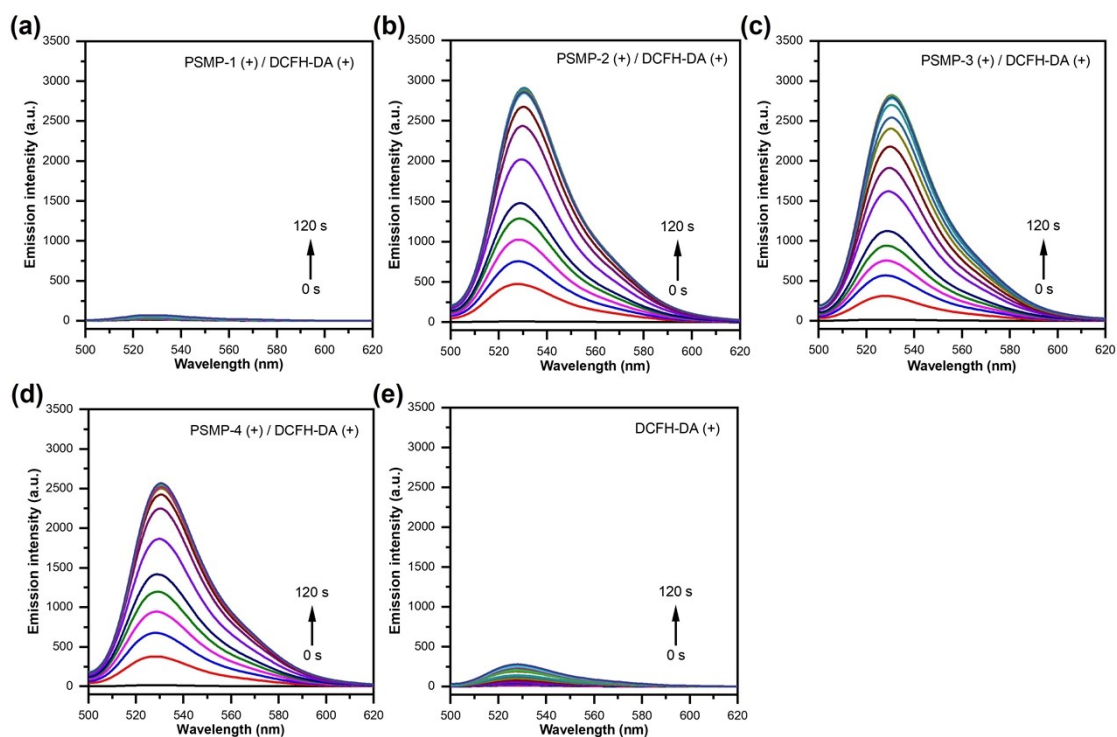 (a)
PSMP-1 (+) / DCFH-DA (+)
3500
3000
2500
2000
1500
1000
500
0
Emission intensity (a.u.)
120 s
0 s
500 520 540 560 580 600 620
Wavelength (nm)
(b)
PSMP-2 (+) / DCFH-DA (+)
3500
3000
2500
2000
1500
1000
500
0
Emission intensity (a.u.)
120 s
0 s
500 520 540 560 580 600 620
Wavelength (nm)
(c)
PSMP-3 (+) / DCFH-DA (+)
3500
3000
2500
2000
1500
1000
500
0
Emission intensity (a.u.)
120 s
0 s
500 520 540 560 580 600 620
Wavelength (nm)
(d)
PSMP-4 (+) / DCFH-DA (+)
3500
3000
2500
2000
1500
1000
500
0
Emission intensity (a.u.)
120 s
0 s
500 520 540 560 580 600 620
Wavelength (nm)
(e)
DCFH-DA (+)
3500
3000
2500
2000
1500
1000
500
0
Emission intensity (a.u.)
120 s
0 s
500 520 540 560 580 600 620
Wavelength (nm)